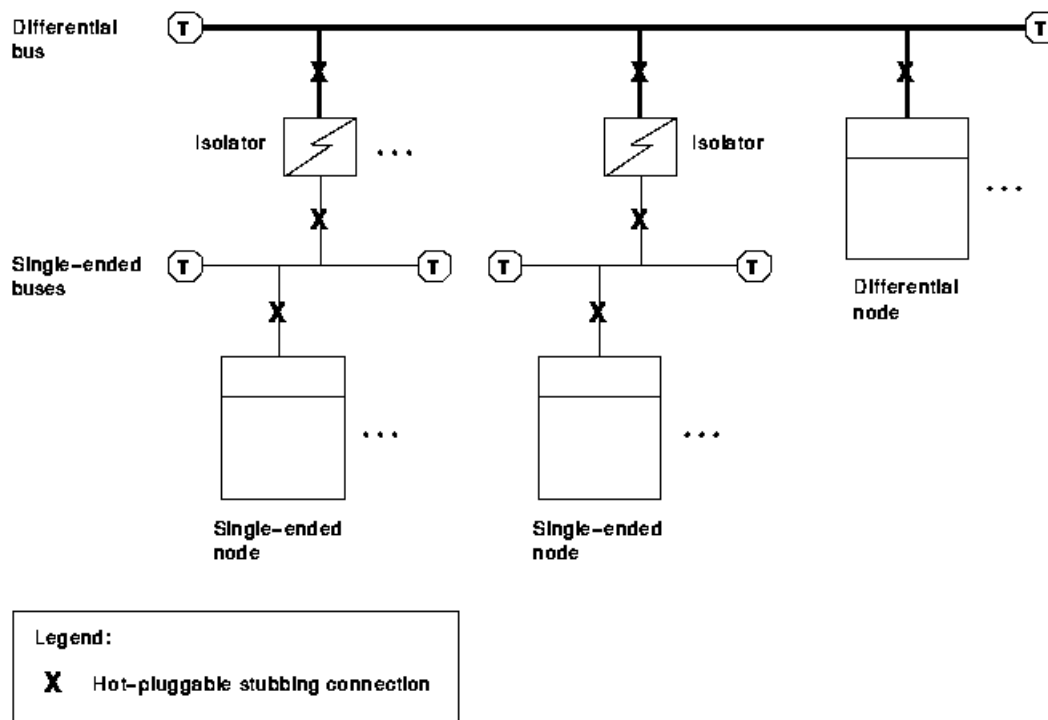 Differential
bus
T
T
X
X
X
Isolator
...
Isolator
...
X
X
Single-ended
buses
T
T
T
T
Differential
node
X
X
...
...
Single-ended
node
Single-ended
node
Legend:
X Hot-pluggable stubbing connection